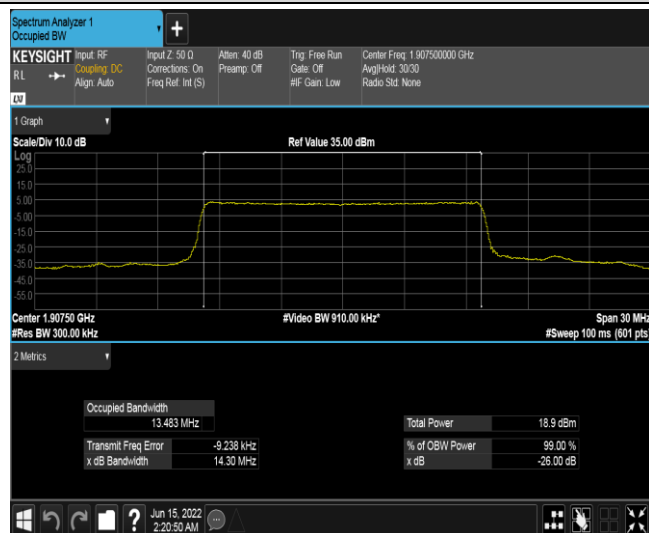 Spectrum Analyzer 1
Occupied BW
+
KEYSIGHT
RL
LXI
Input: RF
Coupling: DC
Align: Auto
Input Z: 50 Ω
Corrections: On
Freq Ref: Int (S)
Atten: 40 dB
Preamp: Off
Trig: Free Run
Gate: Off
#IF Gain: Low
Center Freq: 1.907500000 GHz
Avg|Hold: 30/30
Radio Std: None
1 Graph
Scale/Div 10.0 dB
Ref Value 35.00 dBm
Log
25.0
15.0
5.00
-5.00
-15.0
-25.0
-35.0
-45.0
-55.0
Center 1.90750 GHz
#Video BW 910.00 kHz*
Span 30 MHz
#Res BW 300.00 kHz
#Sweep 100 ms (601 pts)
2 Metrics
Occupied Bandwidth
13.483 MHz
Total Power 18.9 dBm
Transmit Freq Error -9.238 kHz
% of OBW Power 99.00 %
x dB Bandwidth 14.30 MHz
x dB -26.00 dB
?
Jun 15, 2022
2:20:50 AM